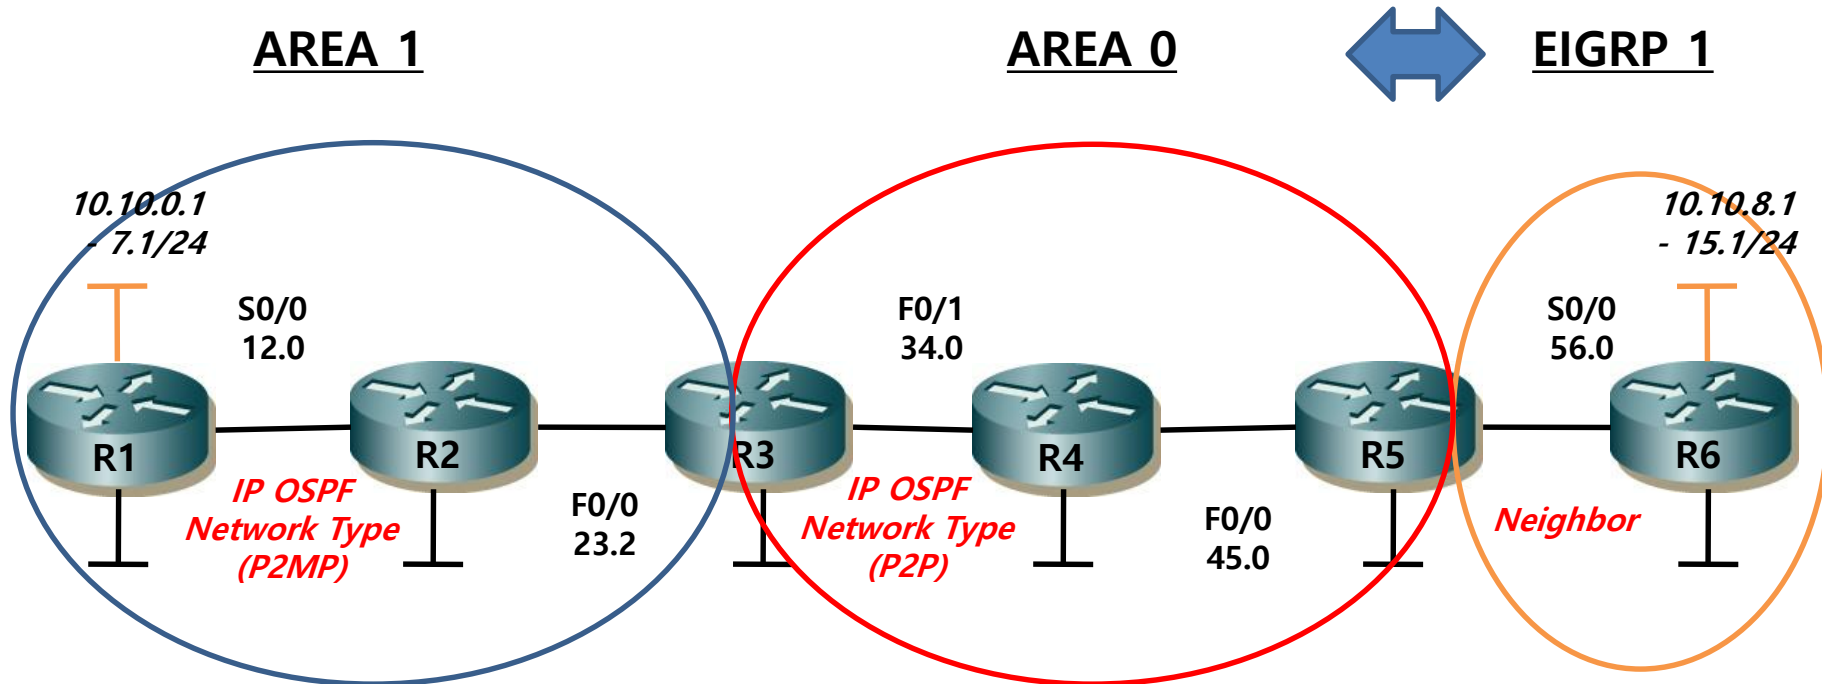 AREA 1
AREA 0
EIGRP 1
10.10.0.1
- 7.1/24
10.10.8.1
- 15.1/24
S0/0
12.0
F0/1
34.0
S0/0
56.0
R1
R2
R3
R4
R5
R6
IP OSPF
Network Type
(P2MP)
F0/0
23.2
IP OSPF
Network Type
(P2P)
F0/0
45.0
Neighbor